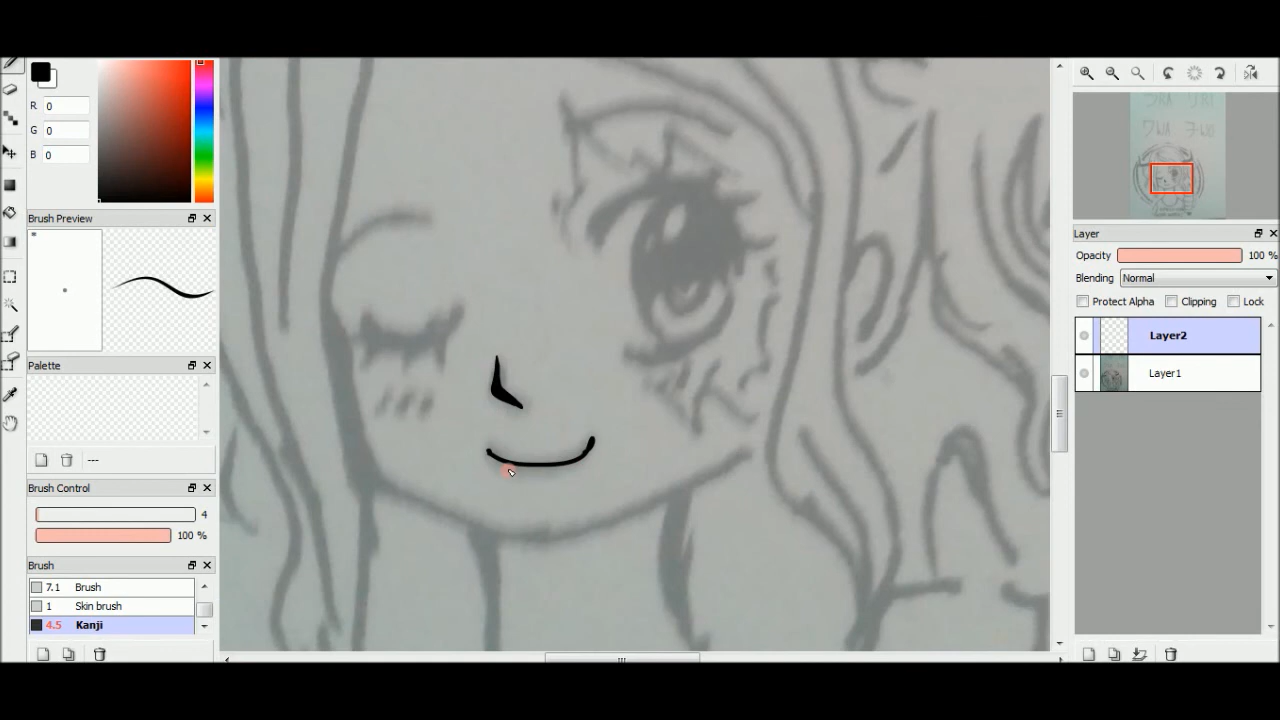 R 0
G 0
B 0
Brush Preview
*
Palette
---
Brush Control
4
100 %
Brush
7.1 Brush
1 Skin brush
4.5 Kanji
Layer
Opacity 100 %
Blending Normal
Protect Alpha Clipping Lock
Layer2
Layer1